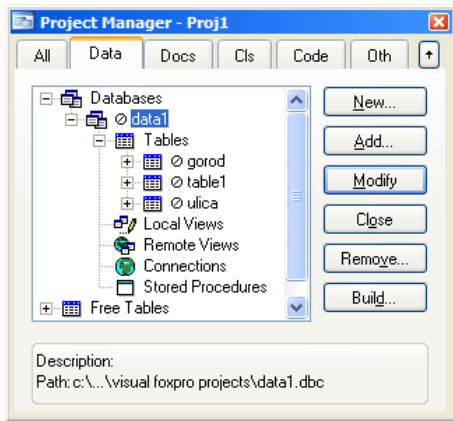 Project Manager - Proj1
All Data Docs Cls Code Oth
Databases
data1
Tables
gorod
table1
ulica
Local Views
Remote Views
Connections
Stored Procedures
Free Tables
New...
Add...
Modify
Close
Remove...
Build...
Description:
Path: c:\...\visual foxpro projects\data1.dbc